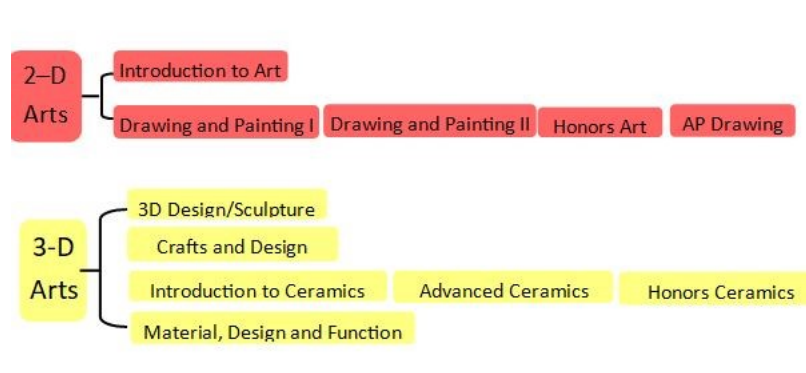 2–D
Arts
Introduction to Art
Drawing and Painting I
Drawing and Painting II
Honors Art
AP Drawing
3-D
Arts
3D Design/Sculpture
Crafts and Design
Introduction to Ceramics
Advanced Ceramics
Honors Ceramics
Material, Design and Function